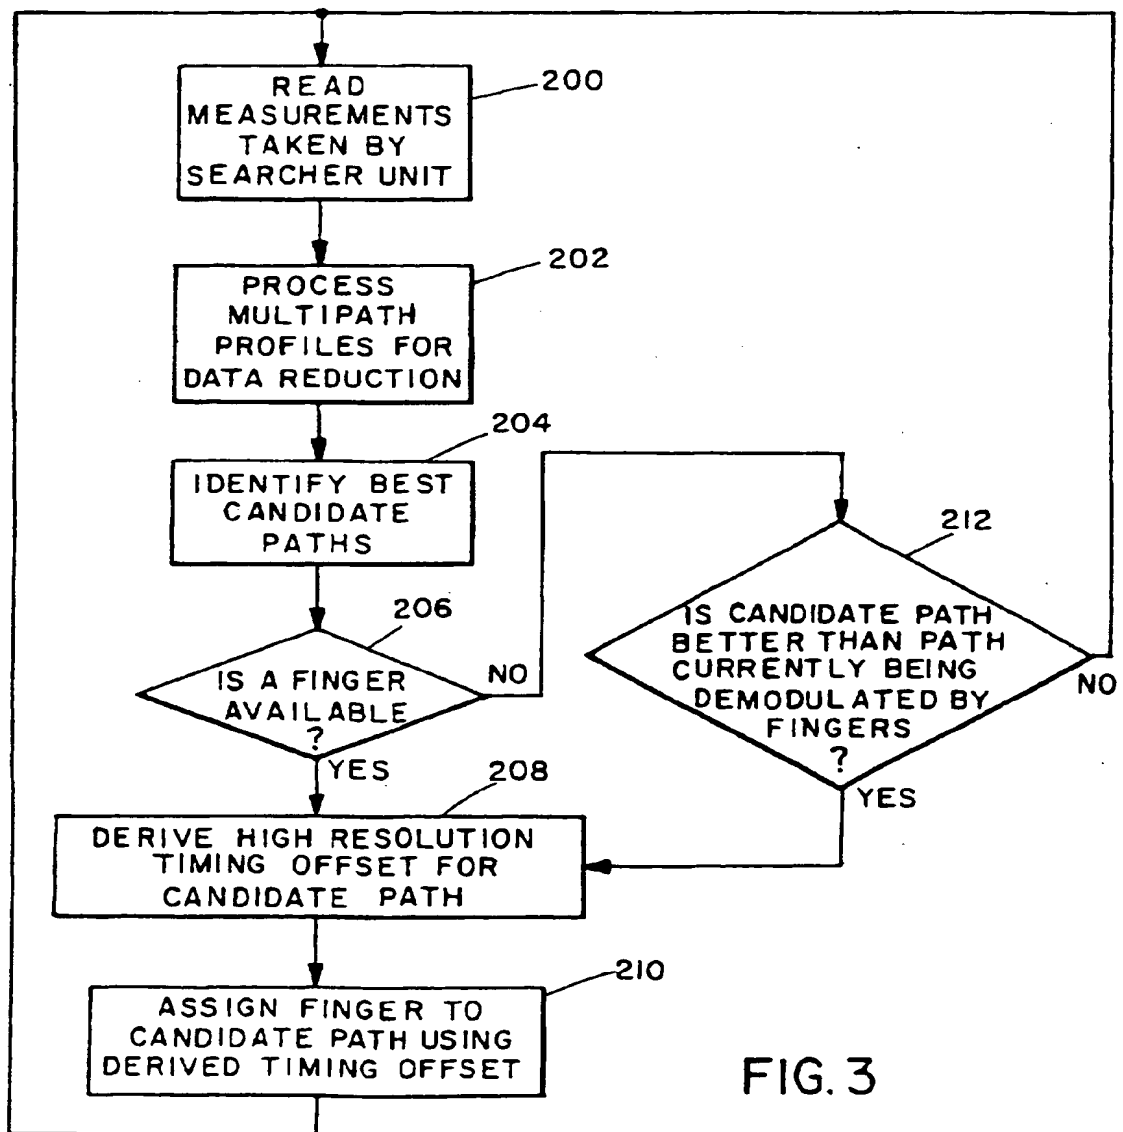 READ
MEASUREMENTS
TAKEN BY
SEARCHER UNIT
200
PROCESS
MULTIPATH
PROFILES FOR
DATA REDUCTION
202
IDENTIFY BEST
CANDIDATE
PATHS
204
IS A FINGER
AVAILABLE
?
206
NO
YES
IS CANDIDATE PATH
BETTER THAN PATH
CURRENTLY BEING
DEMODULATED BY
FINGERS
?
212
NO
YES
DERIVE HIGH RESOLUTION
TIMING OFFSET FOR
CANDIDATE PATH
208
ASSIGN FINGER TO
CANDIDATE PATH USING
DERIVED TIMING OFFSET
210
FIG. 3